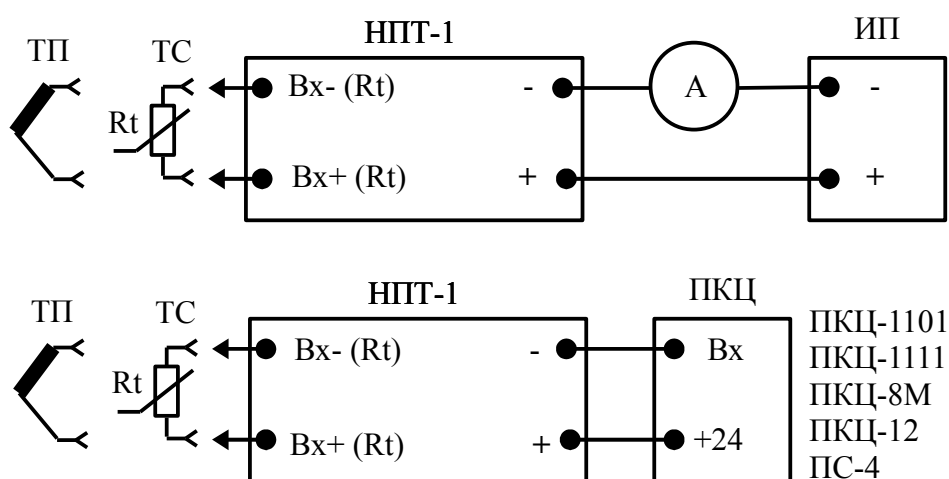 НПТ-1
ИП
ТП
ТС
Вх- (Rt)
-
А
-
Rt
Вх+ (Rt)
+
+
НПТ-1
ПКЦ
ТП
ТС
Вх- (Rt)
-
Вх
Rt
Вх+ (Rt)
+
+24
ПКЦ-1101
ПКЦ-1111
ПКЦ-8М
ПКЦ-12
ПС-4